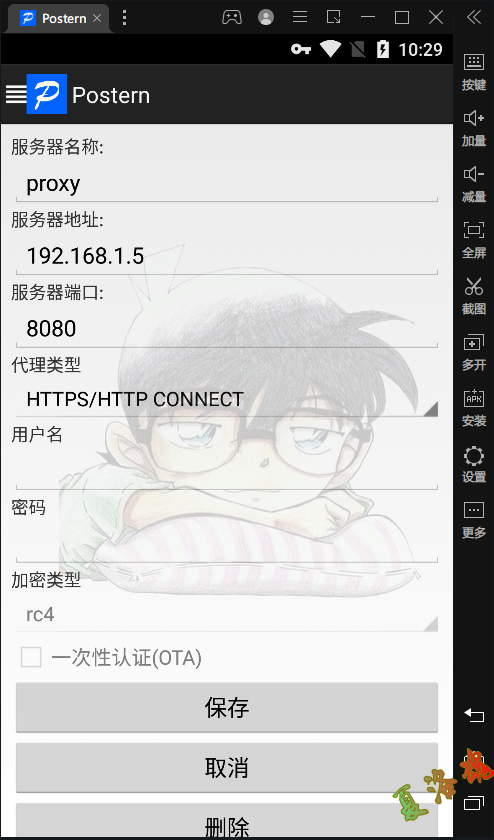 Postern
10:29
Postern
服务器名称:
proxy
服务器地址:
192.168.1.5
服务器端口:
8080
代理类型
HTTPS/HTTP CONNECT
用户名
密码
加密类型
rc4
一次性认证(OTA)
保存
取消
删除
按键
加量
减量
全屏
截图
多开
APK
安装
设置
更多
夏洛魂